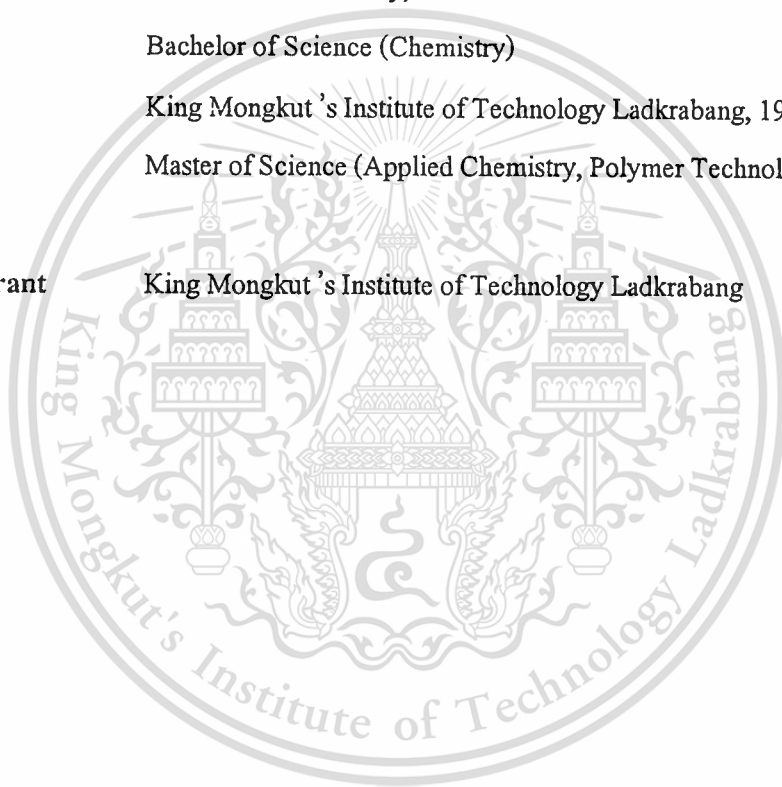 Bachelor of Science (Chemistry)
King Mongkut 's Institute of Technology Ladkrabang, 19
Master of Science (Applied Chemistry, Polymer Technol
rant King Mongkut 's Institute of Technology Ladkrabang
King Mongkut's Institute of Technology Ladkrabang